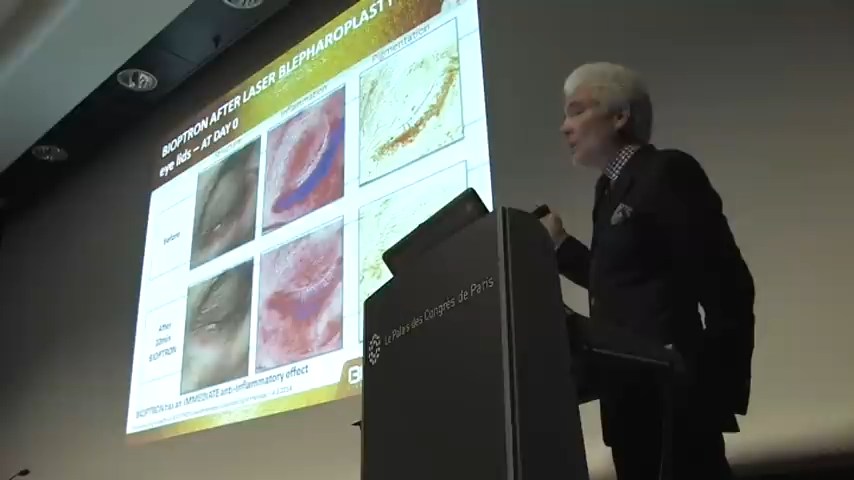 BIOPTRON AFTER LASER BLEPHAROPLAST
eye lids – AT DAY 0
Inflammation
Pigmentation
Before
After
BIOPTRON
BIOPTRON has an IMMEDIATE anti-inflammatory effect
Le Palais des Congrès de Paris